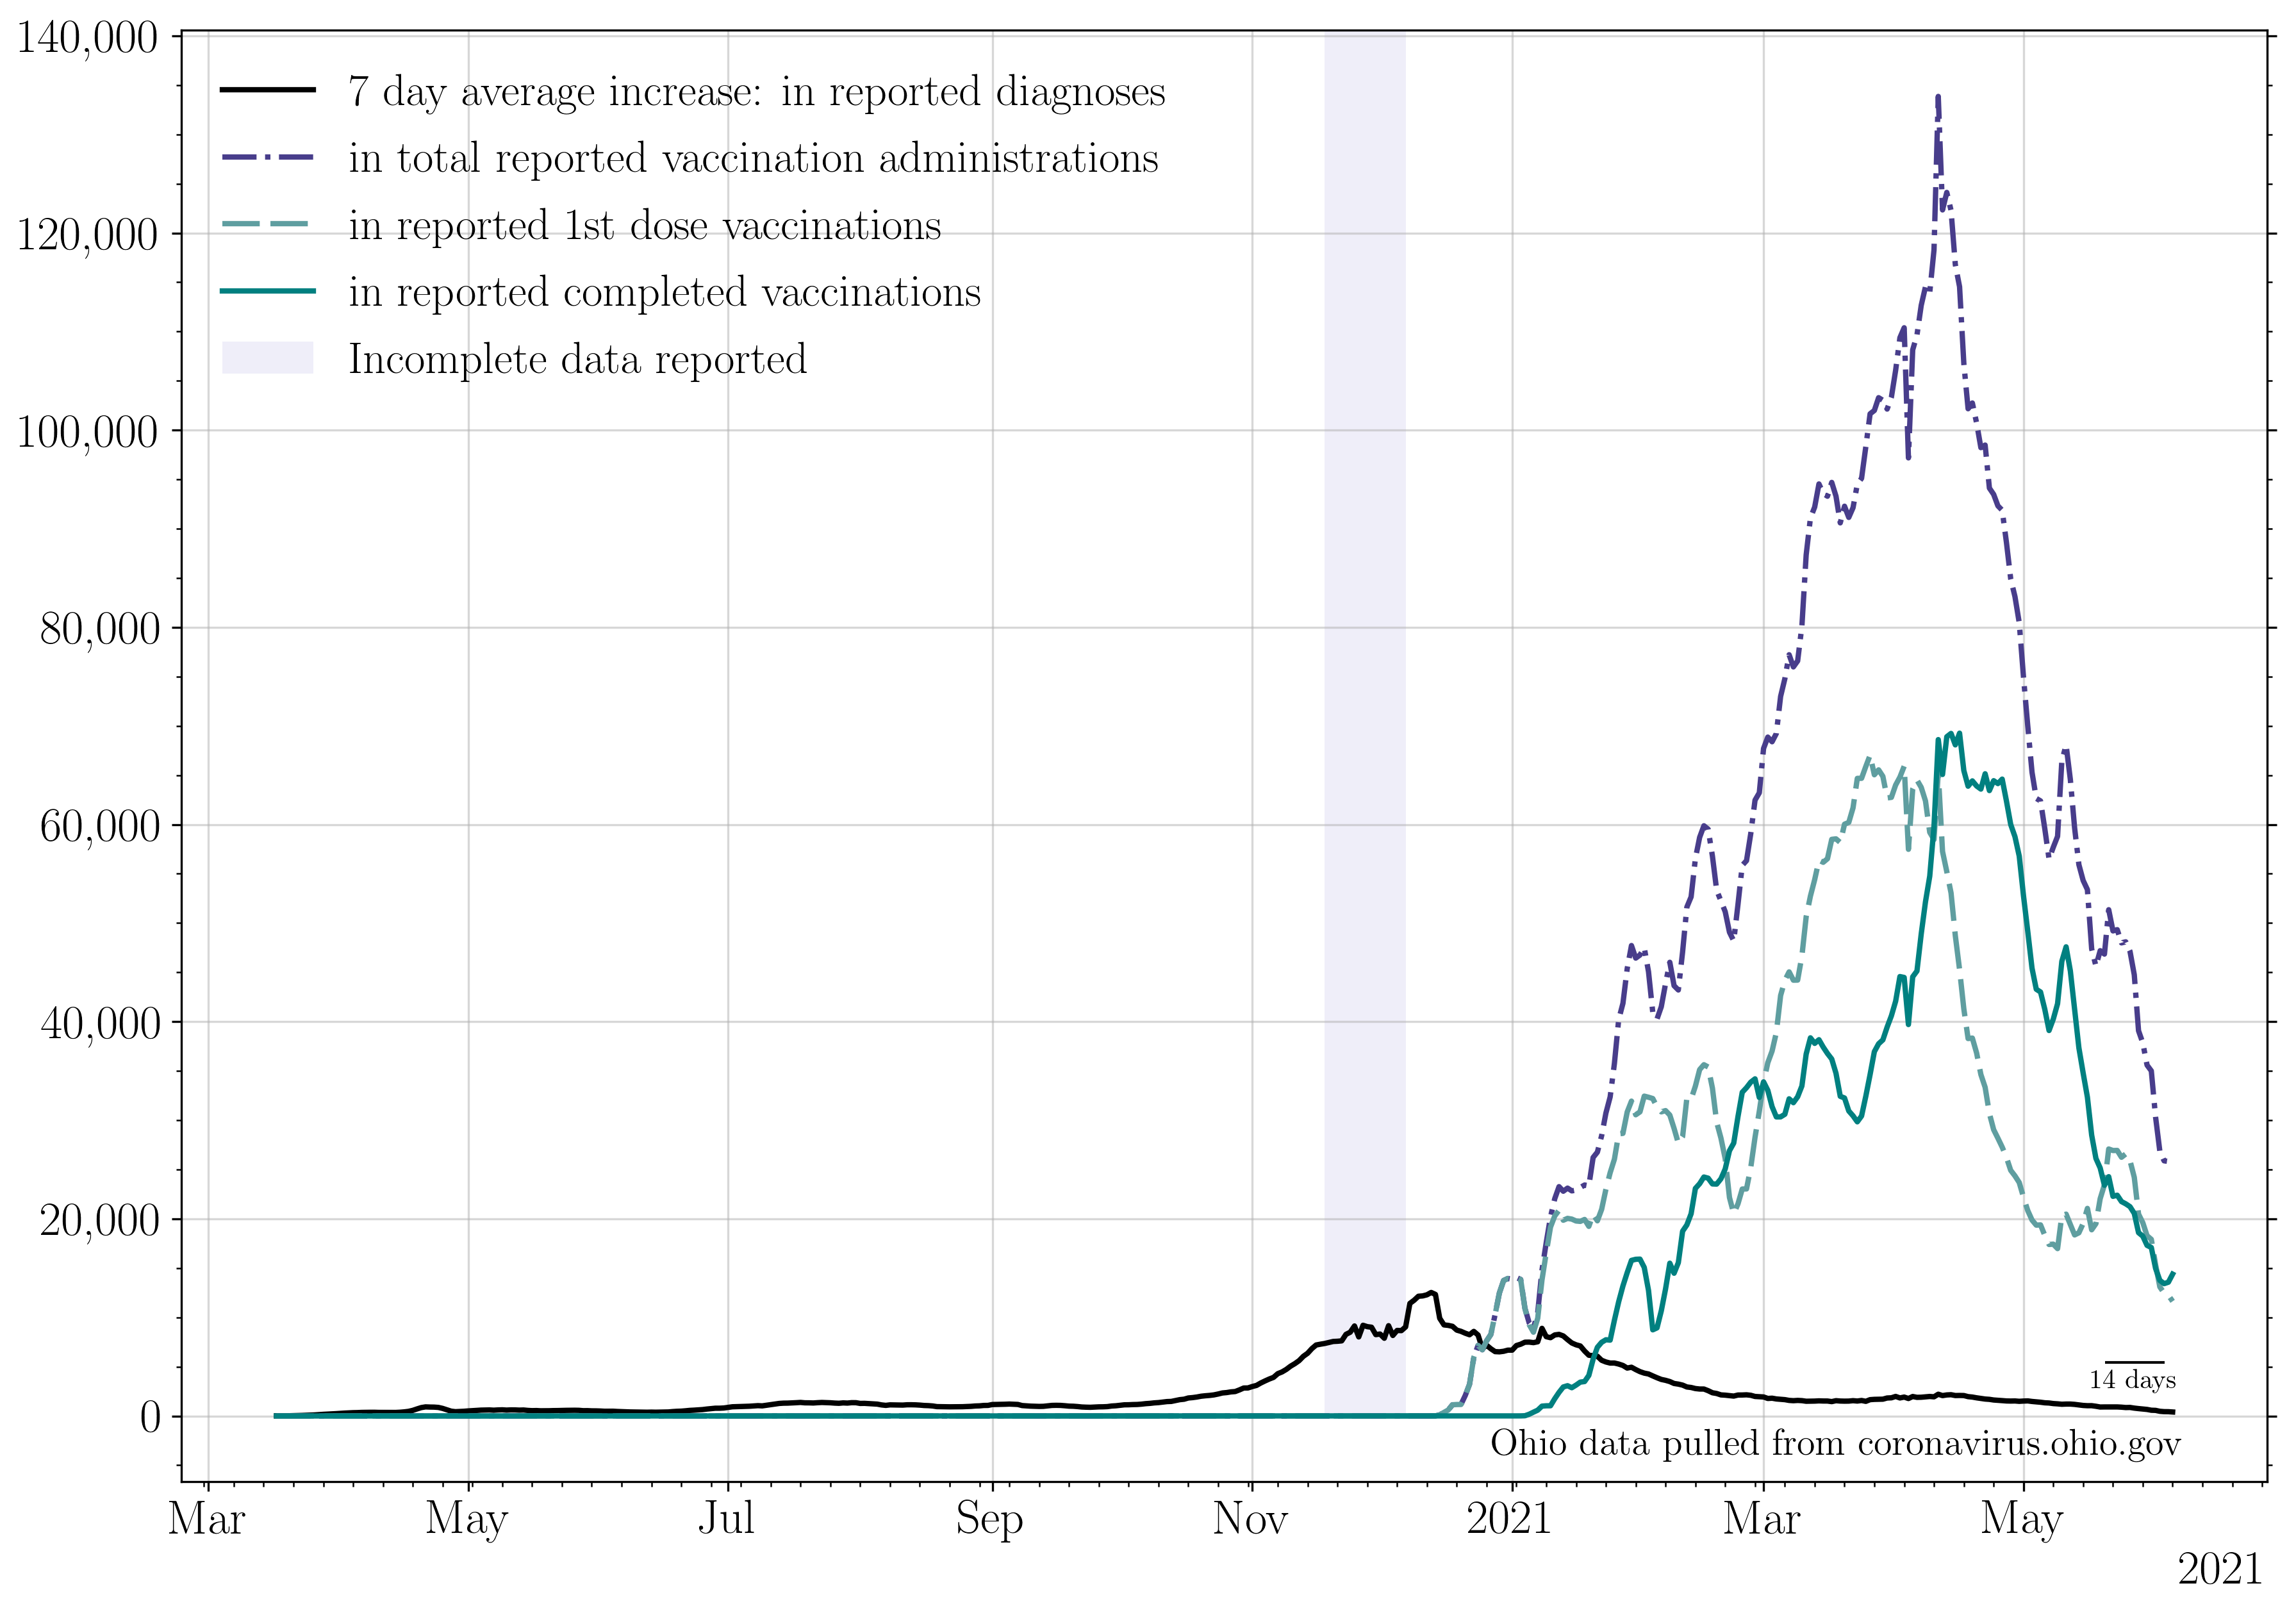 140,000
120,000
100,000
80,000
60,000
40,000
20,000
0
7 day average increase: in reported diagnoses
in total reported vaccination administrations
in reported 1st dose vaccinations
in reported completed vaccinations
Incomplete data reported
14 days
Ohio data pulled from coronavirus.ohio.gov
Mar May Jul Sep Nov 2021 Mar May
2021